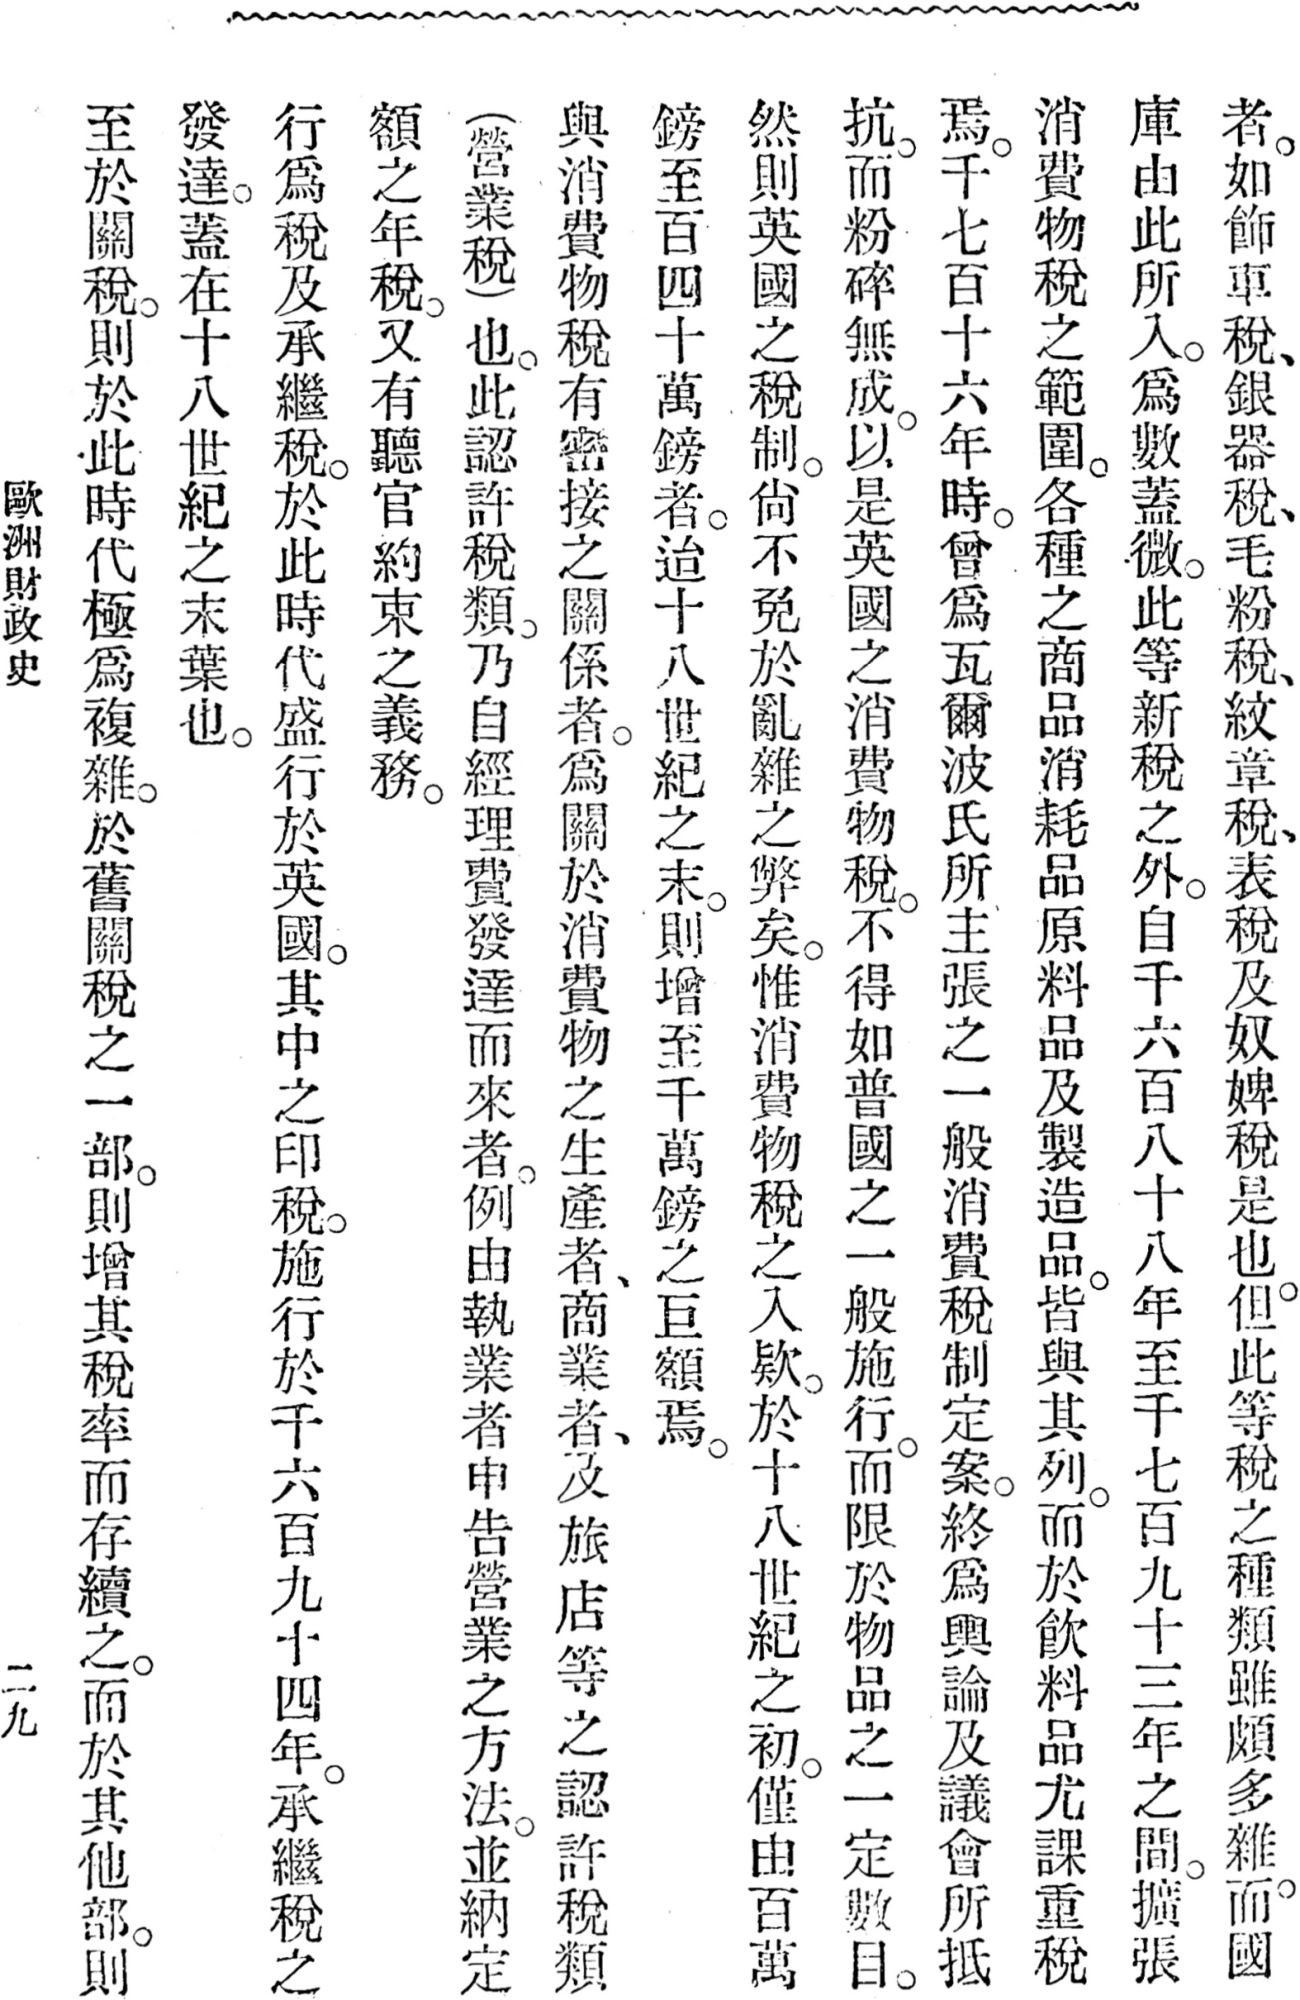 者。如飾車稅、銀器稅、毛粉稅、紋章稅、表稅及奴婢稅是也。但此等稅之種類雖頗多雜。而國
庫由此所入。爲數蓋微。此等新稅之外。自千六百八十八年至千七百九十三年之間。擴張
消費物稅之範圍。各種之商品消耗品原料品及製造品。皆與其列。而於飮料品尤課重稅
焉。千七百十六年時。曾爲瓦爾波氏所主張之一般消費稅制定案。終爲輿論及議會所抵
抗。而粉碎無成。以是英國之消費物稅。不得如普國之一般施行。而限於物品之一定數目。
然則英國之稅制。尙不免於亂雜之弊矣。惟消費物稅之入欵。於十八世紀之初。僅由百萬
鎊至百四十萬鎊者。迨十八世紀之末。則增至千萬鎊之巨額焉。
與消費物稅有密接之關係者。爲關於消費物之生產者、商業者、及旅店等之認許稅類
(營業稅)也。此認許稅類。乃自經理費發達而來者。例由執業者申告營業之方法。並納定
額之年稅。又有聽官約束之義務。
行爲稅及承繼稅。於此時代盛行於英國。其中之印稅。施行於千六百九十四年。承繼稅之
發達。蓋在十八世紀之末葉也。
至於關稅。則於此時代極爲複雜。於舊關稅之一部。則增其稅率而存續之。而於其他部。則
歐洲財政史
二九